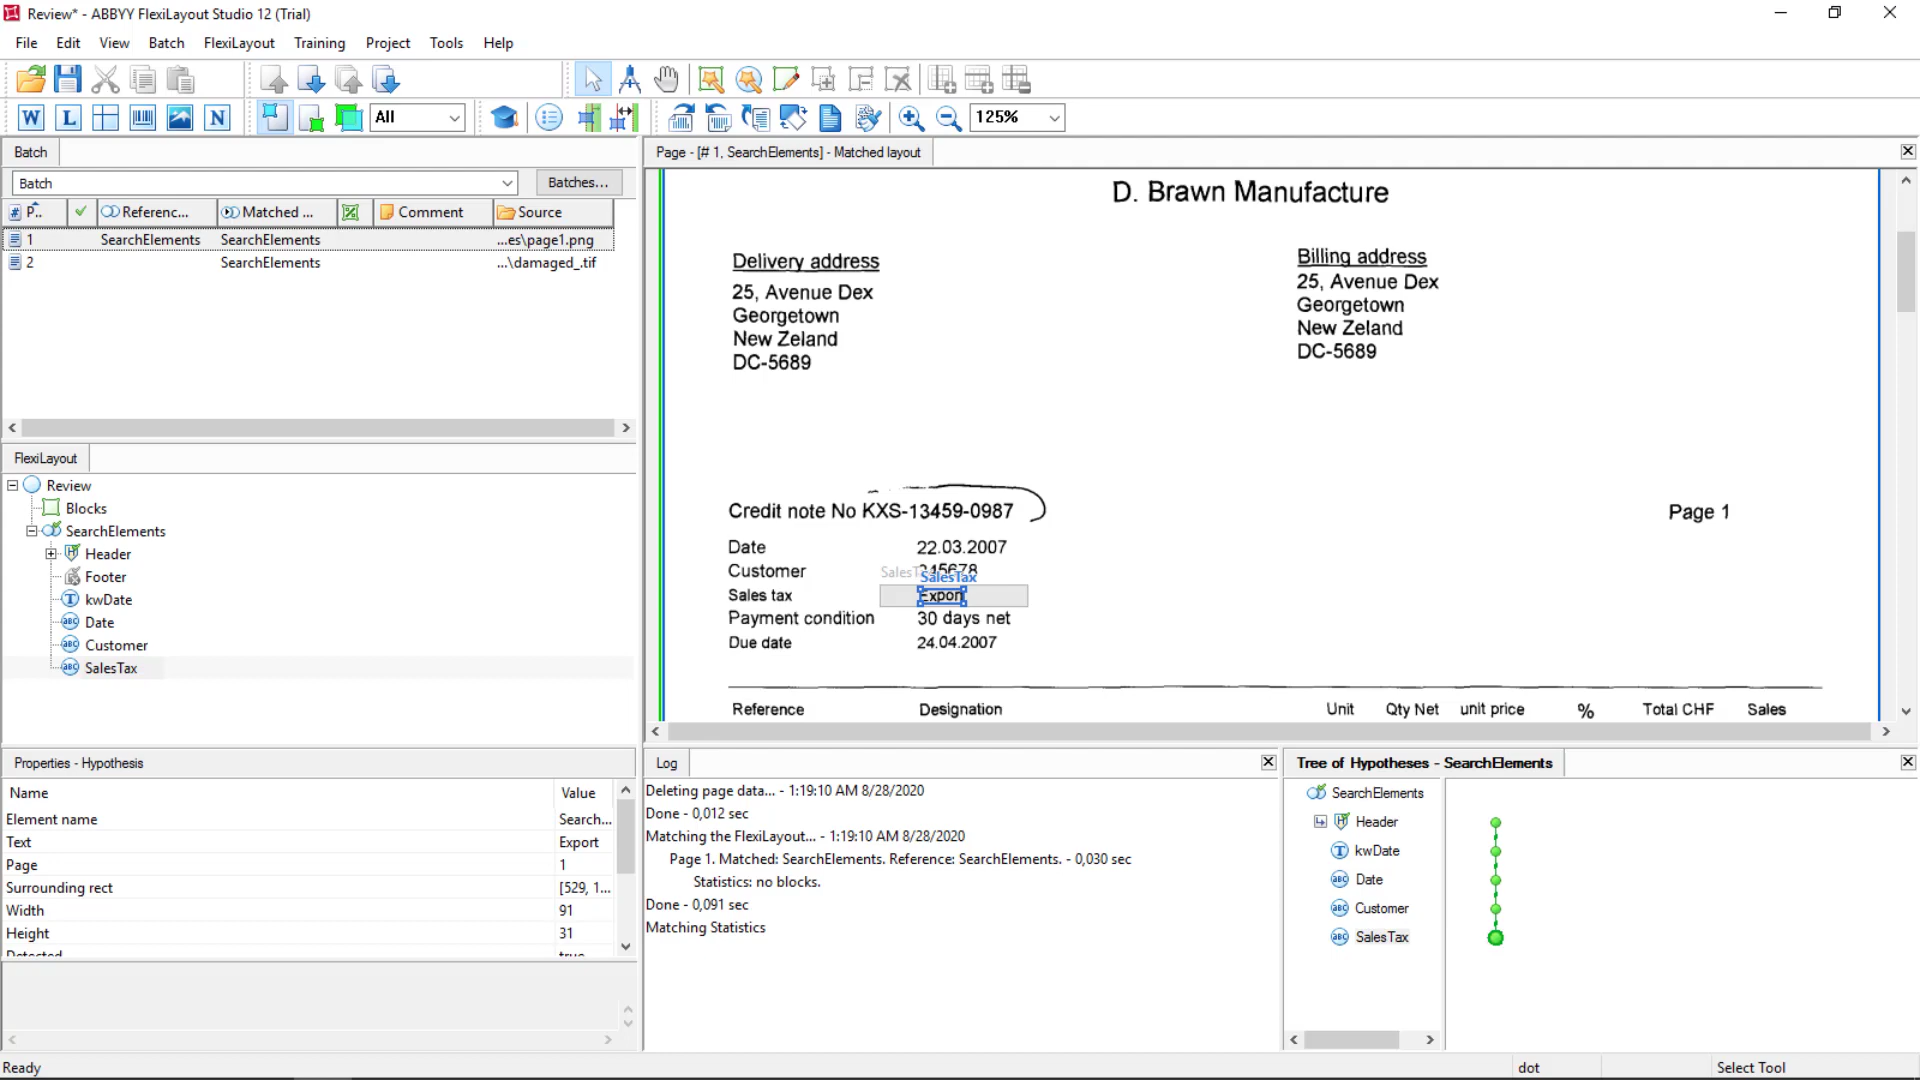 Review* - ABBYY FlexiLayout Studio 12 (Trial)
File Edit View Batch FlexiLayout Training Project Tools Help
W L N All 125%
Batch
Batch Batches...
# P.. Referenc... Matched ... Comment Source
1 SearchElements SearchElements ...es\page1.png
2 SearchElements ...\damaged_.tif
FlexiLayout
Review
Blocks
SearchElements
Header
Footer
kwDate
Date
Customer
SalesTax
Properties - Hypothesis
Name Value
Element name Search...
Text Export
Page 1
Surrounding rect [529, 1...
Width 91
Height 31
Detected true
Page - [# 1, SearchElements] - Matched layout
D. Brawn Manufacture
Delivery address
25, Avenue Dex
Georgetown
New Zeland
DC-5689
Billing address
25, Avenue Dex
Georgetown
New Zeland
DC-5689
Credit note No KXS-13459-0987
Page 1
Date 22.03.2007
Customer 345678
SalesTax
Sales tax Export
Payment condition 30 days net
Due date 24.04.2007
Reference Designation Unit Qty Net unit price % Total CHF Sales
Log
Deleting page data... - 1:19:10 AM 8/28/2020
Done - 0,012 sec
Matching the FlexiLayout... - 1:19:10 AM 8/28/2020
Page 1. Matched: SearchElements. Reference: SearchElements. - 0,030 sec
Statistics: no blocks.
Done - 0,091 sec
Matching Statistics
Tree of Hypotheses - SearchElements
SearchElements
Header
kwDate
Date
Customer
SalesTax
Ready dot Select Tool